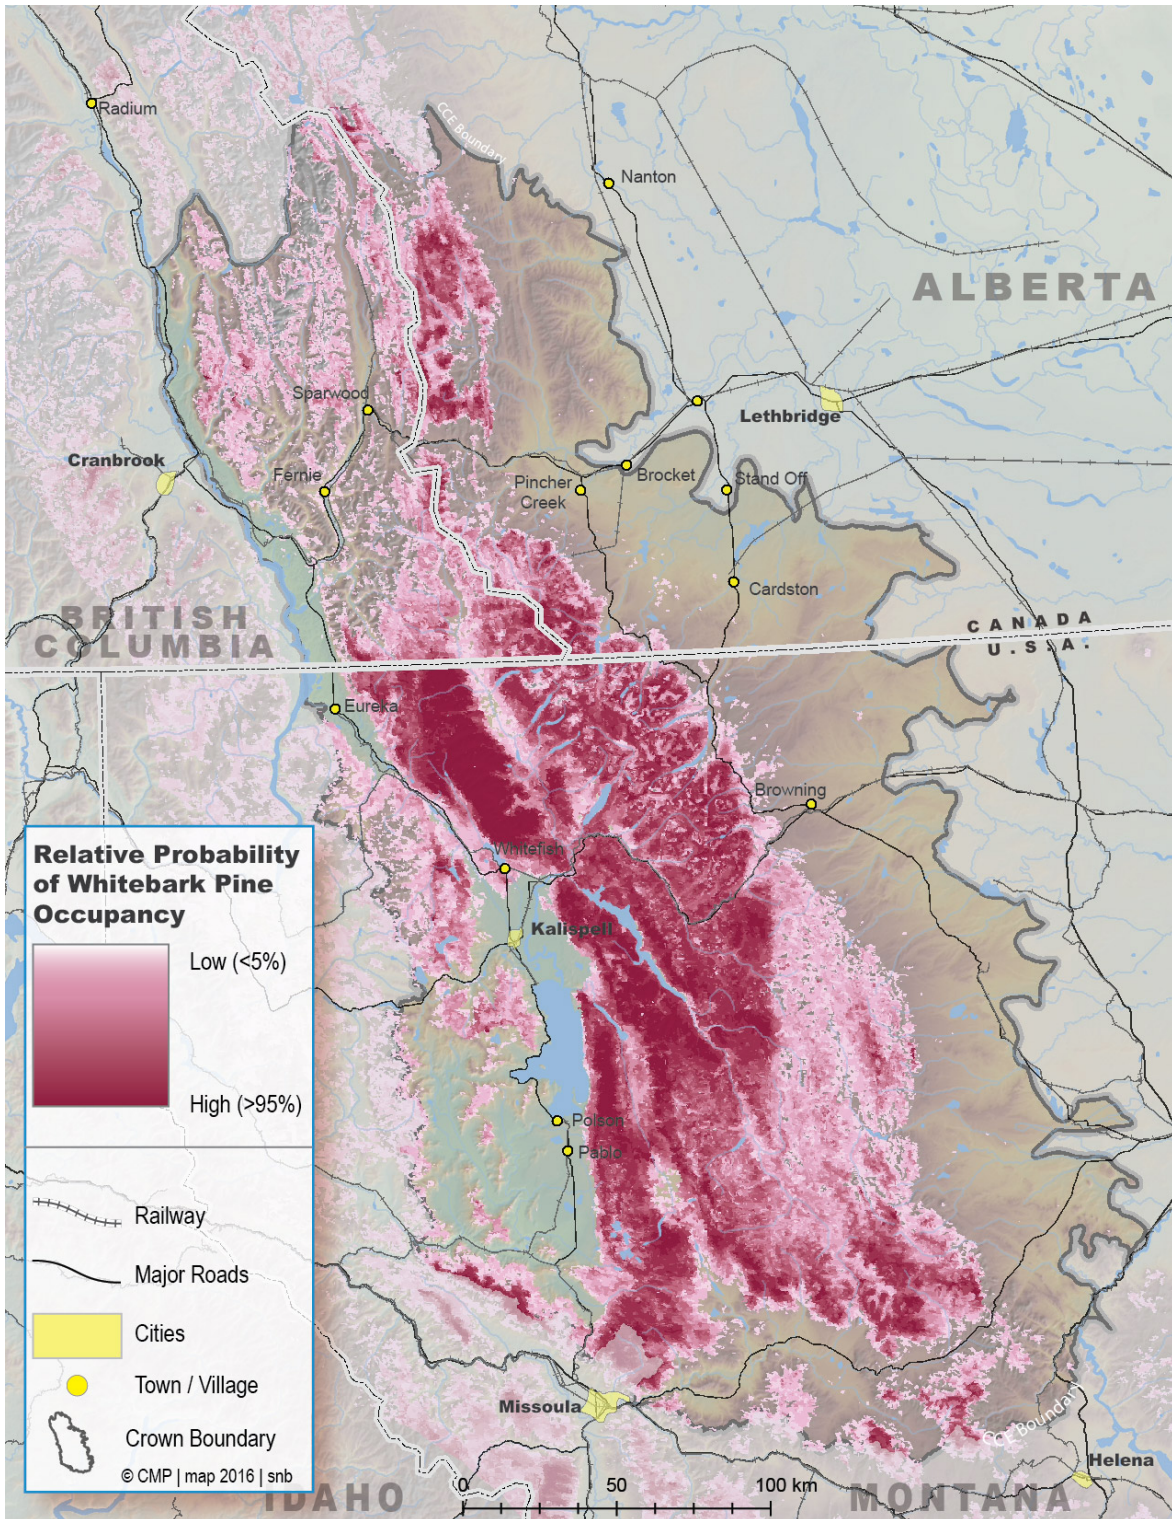 Radium
CCE Boundary
Nanton
ALBERTA
Sparwood
Lethbridge
Cranbrook
Fernie
Pincher
Creek
Brocket
Stand Off
Cardston
BRITISH
COLUMBIA
CANADA
U.S.A.
Eureka
Browning
Whitefish
Kalispell
Polson
Pablo
Missoula
CCE Boundary
Helena
IDAHO
MONTANA
0 50 100 km
Relative Probability
of Whitebark Pine
Occupancy
Low (<5%)
High (>95%)
Railway
Major Roads
Cities
Town / Village
Crown Boundary
© CMP | map 2016 | snb